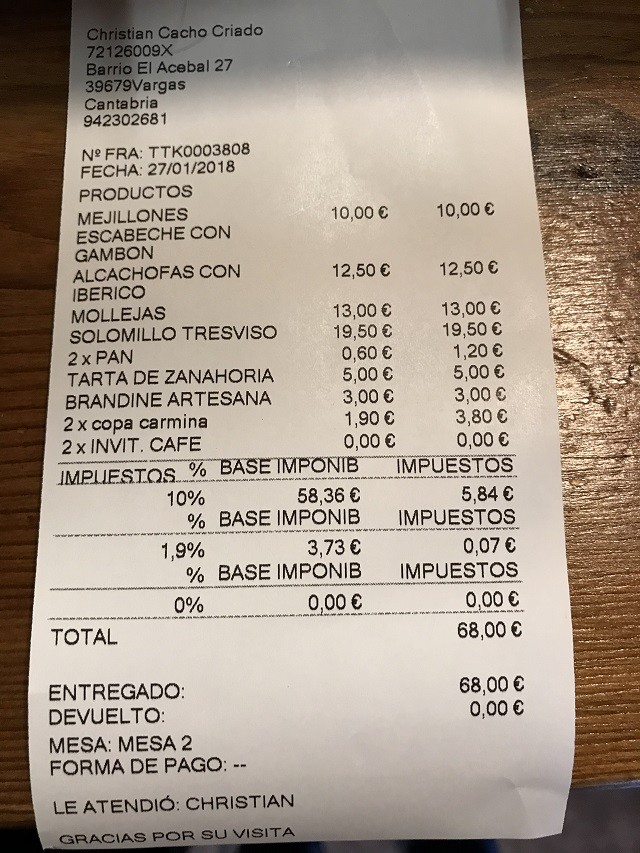 Christian Cacho Criado
72126009X
Barrio El Acebal 27
39679Vargas
Cantabria
942302681
Nº FRA: TTK0003808
FECHA: 27/01/2018
PRODUCTOS
MEJILLONES 10,00 € 10,00 €
ESCABECHE CON
GAMBON
ALCACHOFAS CON 12,50 € 12,50 €
IBERICO
MOLLEJAS 13,00 € 13,00 €
SOLOMILLO TRESVISO 19,50 € 19,50 €
2 x PAN 0,60 € 1,20 €
TARTA DE ZANAHORIA 5,00 € 5,00 €
BRANDINE ARTESANA 3,00 € 3,00 €
2 x copa carmina 1,90 € 3,80 €
2 x INVIT. CAFE 0,00 € 0,00 €
IMPUESTOS % BASE IMPONIB IMPUESTOS
10% 58,36 € 5,84 €
% BASE IMPONIB IMPUESTOS
1,9% 3,73 € 0,07 €
% BASE IMPONIB IMPUESTOS
0% 0,00 € 0,00 €
TOTAL 68,00 €
ENTREGADO: 68,00 €
DEVUELTO: 0,00 €
MESA: MESA 2
FORMA DE PAGO: --
LE ATENDIÓ: CHRISTIAN
GRACIAS POR SU VISITA